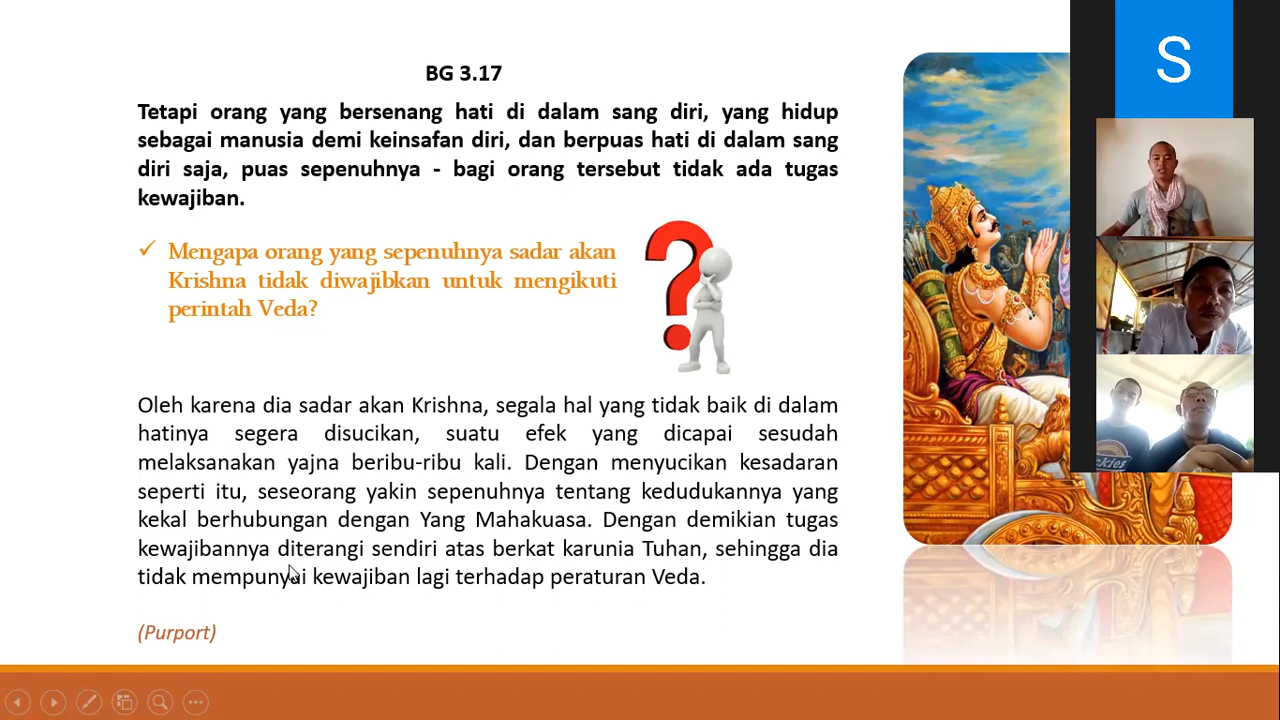 BG 3.17
Tetapi orang yang bersenang hati di dalam sang diri, yang hidup
sebagai manusia demi keinsafan diri, dan berpuas hati di dalam sang
diri saja, puas sepenuhnya - bagi orang tersebut tidak ada tugas
kewajiban.
✓ Mengapa orang yang sepenuhnya sadar akan
Krishna tidak diwajibkan untuk mengikuti
perintah Veda?
?
Oleh karena dia sadar akan Krishna, segala hal yang tidak baik di dalam
hatinya segera disucikan, suatu efek yang dicapai sesudah
melaksanakan yajna beribu-ribu kali. Dengan menyucikan kesadaran
seperti itu, seseorang yakin sepenuhnya tentang kedudukannya yang
kekal berhubungan dengan Yang Mahakuasa. Dengan demikian tugas
kewajibannya diterangi sendiri atas berkat karunia Tuhan, sehingga dia
tidak mempunyai kewajiban lagi terhadap peraturan Veda.
(Purport)
S